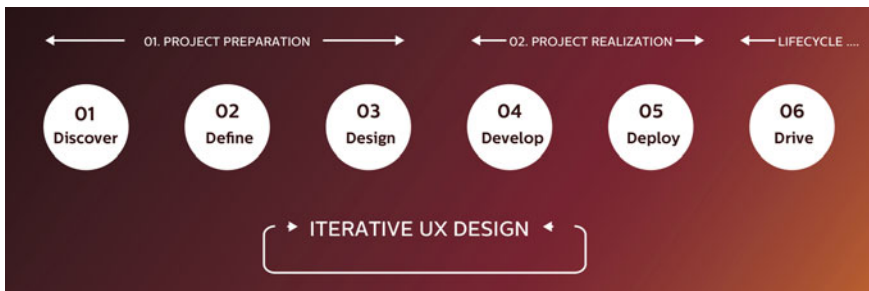 01. PROJECT PREPARATION
02. PROJECT REALIZATION
LIFECYCLE ....
01
Discover
02
Define
03
Design
04
Develop
05
Deploy
06
Drive
ITERATIVE UX DESIGN